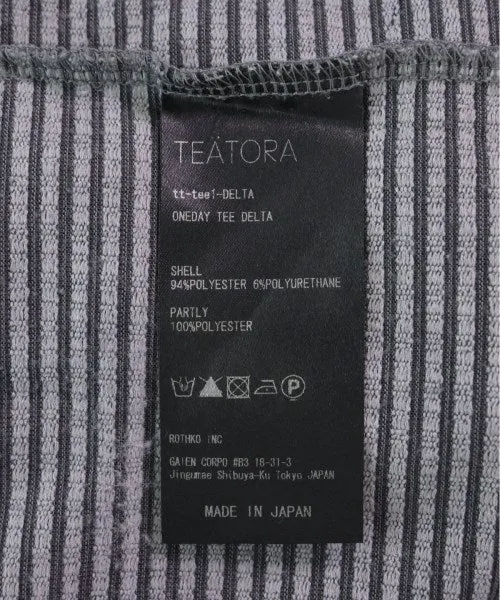 TEÄTORA
tt-tee1-DELTA
ONEDAY TEE DELTA
SHELL
94%POLYESTER 6%POLYURETHANE
PARTLY
100%POLYESTER
P
ROTHKO INC
GAIEN CORPO #B3 18-31-3
Jingumae Shibuya-Ku Tokyo JAPAN
MADE IN JAPAN